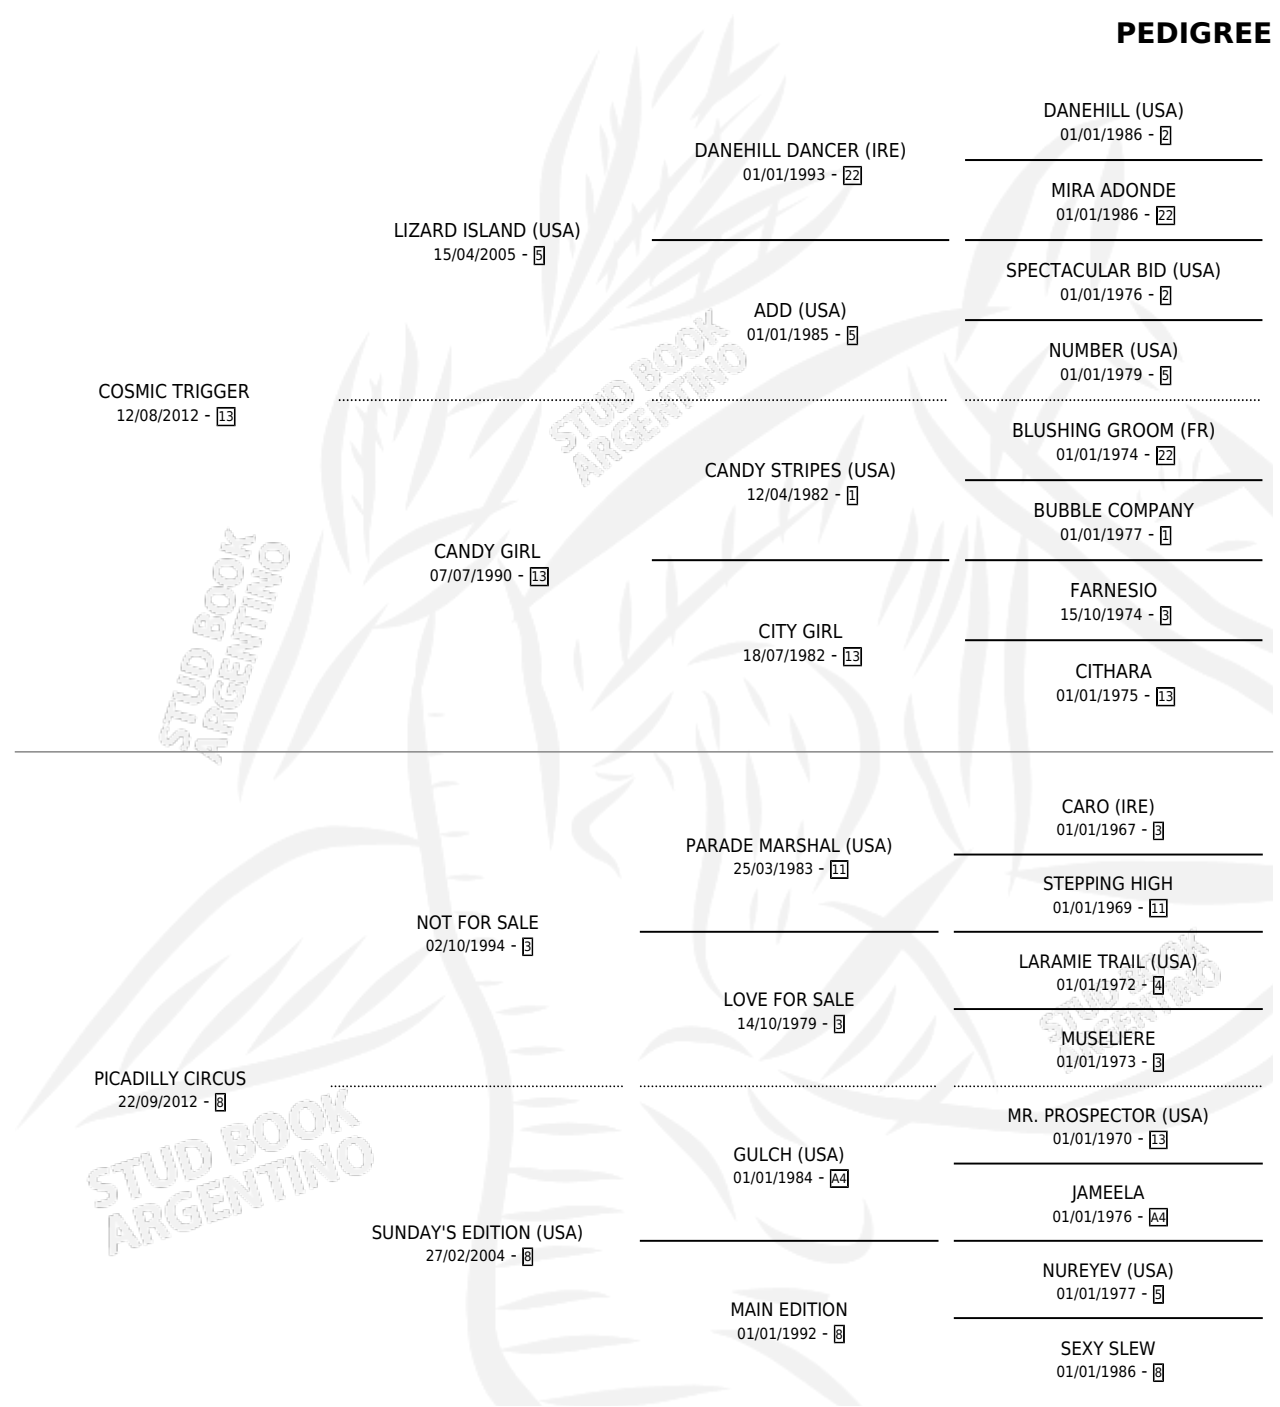 PEDIGREE
DANEHILL (USA)
01/01/1986 - 2
DANEHILL DANCER (IRE)
01/01/1993 - 22
MIRA ADONDE
01/01/1986 - 22
LIZARD ISLAND (USA)
15/04/2005 - 5
SPECTACULAR BID (USA)
01/01/1976 - 2
ADD (USA)
01/01/1985 - 5
NUMBER (USA)
01/01/1979 - 5
COSMIC TRIGGER
12/08/2012 - 13
STUD BOOK
ARGENTINO
BLUSHING GROOM (FR)
01/01/1974 - 22
CANDY STRIPES (USA)
12/04/1982 - 1
BUBBLE COMPANY
01/01/1977 - 1
CANDY GIRL
07/07/1990 - 13
FARNESIO
15/10/1974 - 3
CITY GIRL
18/07/1982 - 13
CITHARA
01/01/1975 - 13
STUD BOOK
ARGENTINO
CARO (IRE)
01/01/1967 - 3
PARADE MARSHAL (USA)
25/03/1983 - 11
STEPPING HIGH
01/01/1969 - 11
NOT FOR SALE
02/10/1994 - 3
LARAMIE TRAIL (USA)
01/01/1972 - 4
LOVE FOR SALE
14/10/1979 - 3
MUSELIERE
01/01/1973 - 3
STUD BOOK
ARGENTINO
PICADILLY CIRCUS
22/09/2012 - 8
STUD BOOK
ARGENTINO
MR. PROSPECTOR (USA)
01/01/1970 - 13
GULCH (USA)
01/01/1984 - A4
JAMEELA
01/01/1976 - A4
SUNDAY'S EDITION (USA)
27/02/2004 - 8
NUREYEV (USA)
01/01/1977 - 5
MAIN EDITION
01/01/1992 - 8
SEXY SLEW
01/01/1986 - 8